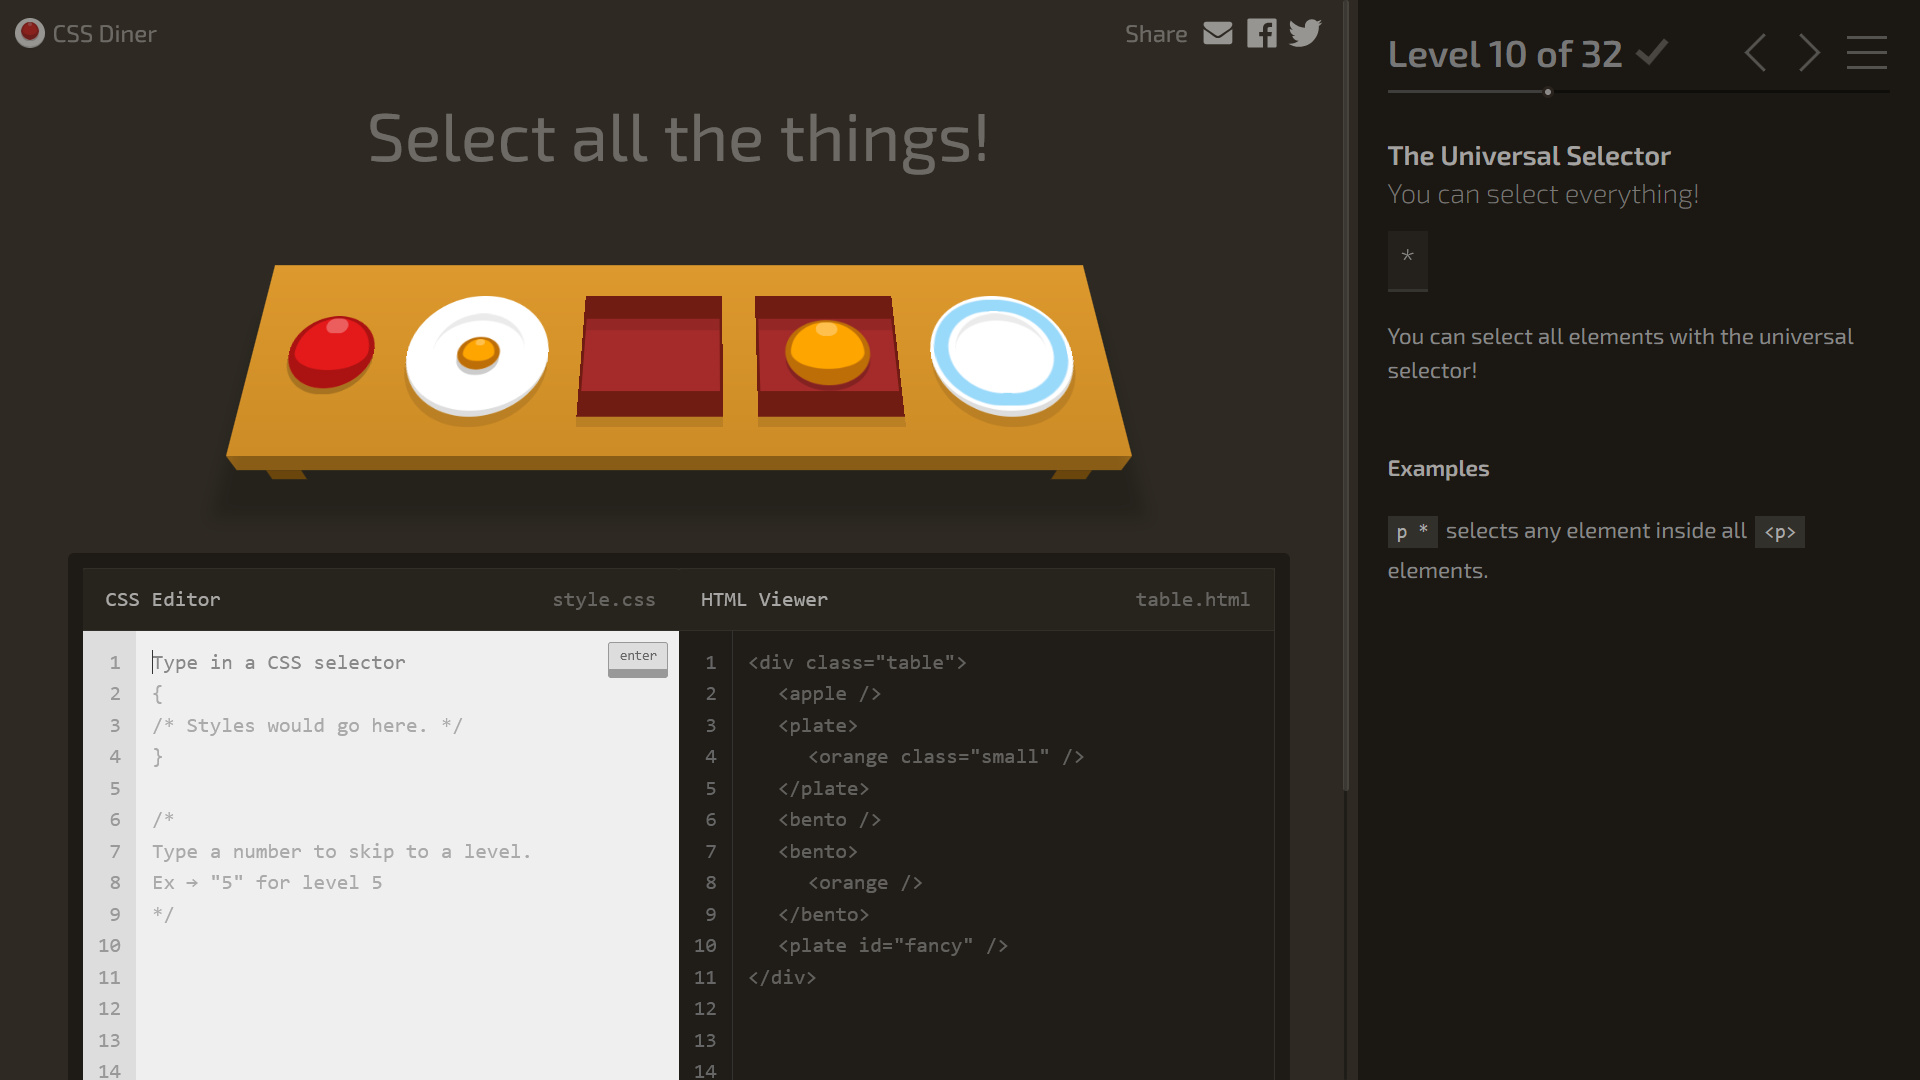 CSS Diner
Share
Select all the things!
CSS Editor style.css
1 Type in a CSS selector
enter
2 {
3 /* Styles would go here. */
4 }
5
6 /*
7 Type a number to skip to a level.
8 Ex → "5" for level 5
9 */
10
11
12
13
14
HTML Viewer table.html
1 <div class="table">
2 <apple />
3 <plate>
4 <orange class="small" />
5 </plate>
6 <bento />
7 <bento>
8 <orange />
9 </bento>
10 <plate id="fancy" />
11 </div>
12
13
14
Level 10 of 32
The Universal Selector
You can select everything!
*
You can select all elements with the universal
selector!
Examples
p * selects any element inside all <p>
elements.